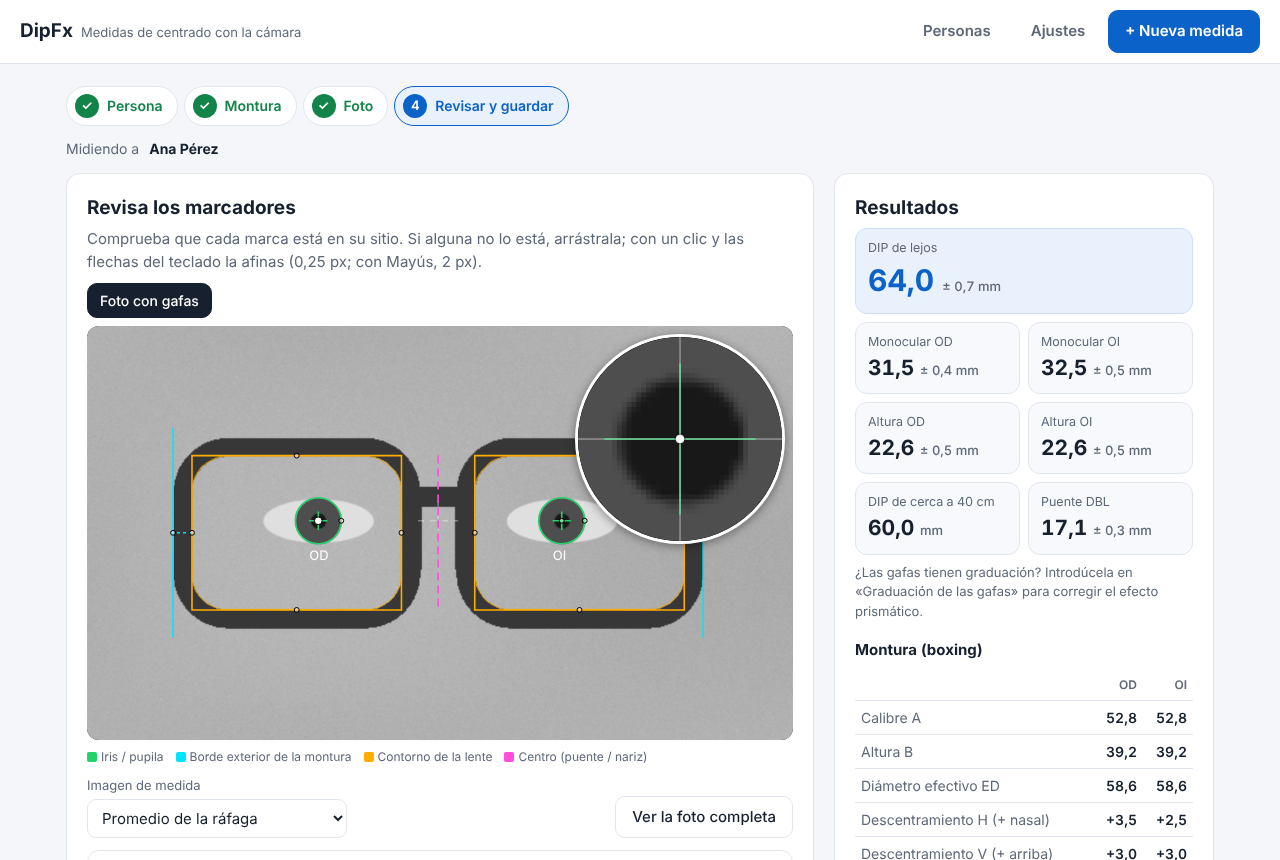 DipFx Medidas de centrado con la cámara
Personas
Ajustes
+ Nueva medida
Persona
Montura
Foto
4 Revisar y guardar
Midiendo a Ana Pérez
Revisa los marcadores
Comprueba que cada marca está en su sitio. Si alguna no lo está, arrástrala; con un clic y las
flechas del teclado la afinas (0,25 px; con Mayús, 2 px).
Foto con gafas
OD
OI
Iris / pupila
Borde exterior de la montura
Contorno de la lente
Centro (puente / nariz)
Imagen de medida
Promedio de la ráfaga
Ver la foto completa
Resultados
DIP de lejos
64,0 ± 0,7 mm
Monocular OD
31,5 ± 0,4 mm
Monocular OI
32,5 ± 0,5 mm
Altura OD
22,6 ± 0,5 mm
Altura OI
22,6 ± 0,5 mm
DIP de cerca a 40 cm
60,0 mm
Puente DBL
17,1 ± 0,3 mm
¿Las gafas tienen graduación? Introdúcela en
«Graduación de las gafas» para corregir el efecto
prismático.
Montura (boxing)
OD OI
Calibre A 52,8 52,8
Altura B 39,2 39,2
Diámetro efectivo ED 58,6 58,6
Descentramiento H (+ nasal) +3,5 +2,5
Descentramiento V (+ arriba) +3,0 +3,0